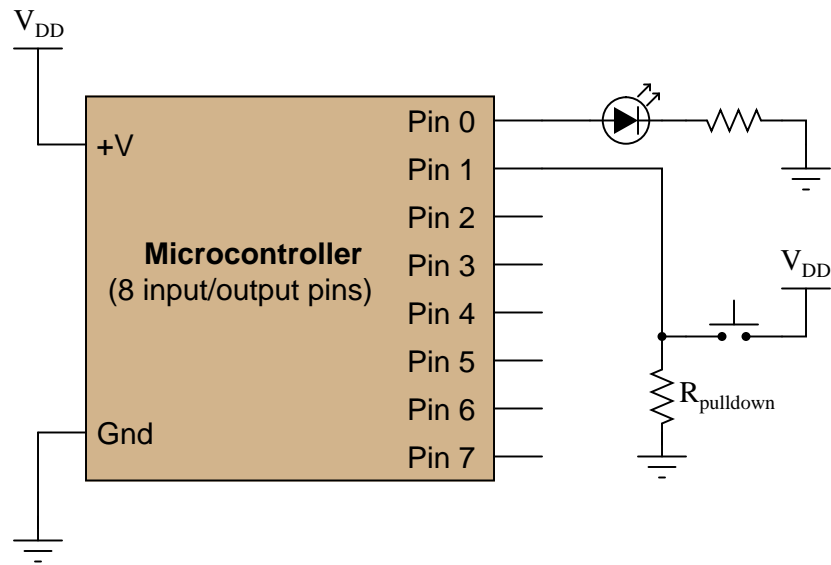 V_DD
+V
Pin 0
Pin 1
Pin 2
Microcontroller
(8 input/output pins)
Pin 3
V_DD
Pin 4
Pin 5
R_pulldown
Pin 6
Gnd
Pin 7